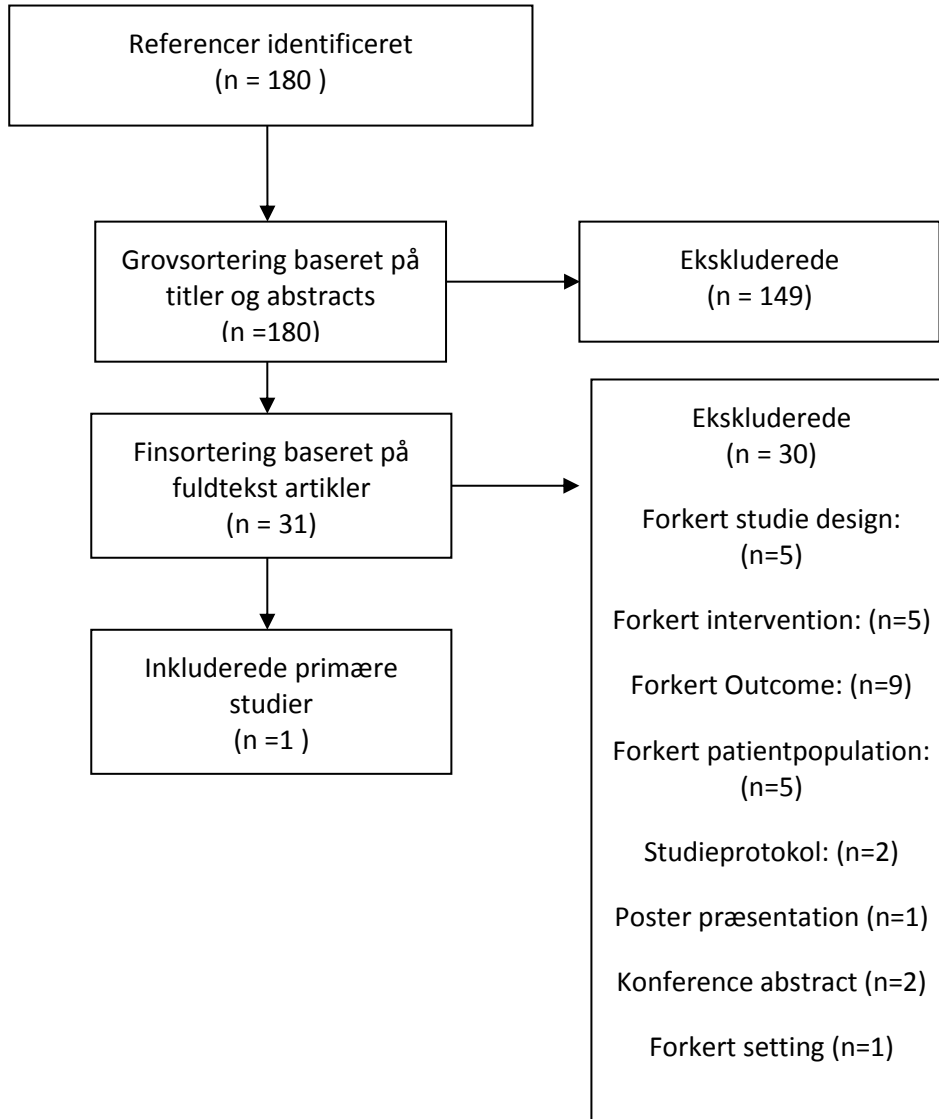 Referencer identificeret
(n = 180 )
Grovsortering baseret på
titler og abstracts
(n =180)
Ekskluderede
(n = 149)
Finsortering baseret på
fuldtekst artikler
(n = 31)
Ekskluderede
(n = 30)
Forkert studie design:
(n=5)
Forkert intervention: (n=5)
Forkert Outcome: (n=9)
Forkert patientpopulation:
(n=5)
Studieprotokol: (n=2)
Poster præsentation (n=1)
Konference abstract (n=2)
Forkert setting (n=1)
Inkluderede primære
studier
(n =1 )